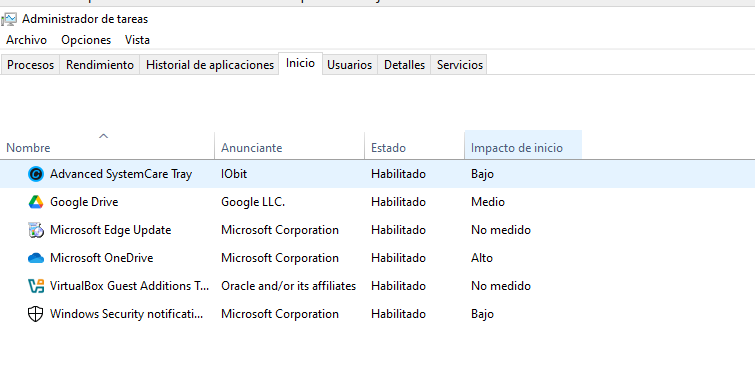 Administrador de tareas
Archivo Opciones Vista
Procesos Rendimiento Historial de aplicaciones Inicio Usuarios Detalles Servicios
Nombre Anunciante Estado Impacto de inicio
Advanced SystemCare Tray IObit Habilitado Bajo
Google Drive Google LLC. Habilitado Medio
Microsoft Edge Update Microsoft Corporation Habilitado No medido
Microsoft OneDrive Microsoft Corporation Habilitado Alto
VirtualBox Guest Additions T... Oracle and/or its affiliates Habilitado No medido
Windows Security notificati... Microsoft Corporation Habilitado Bajo